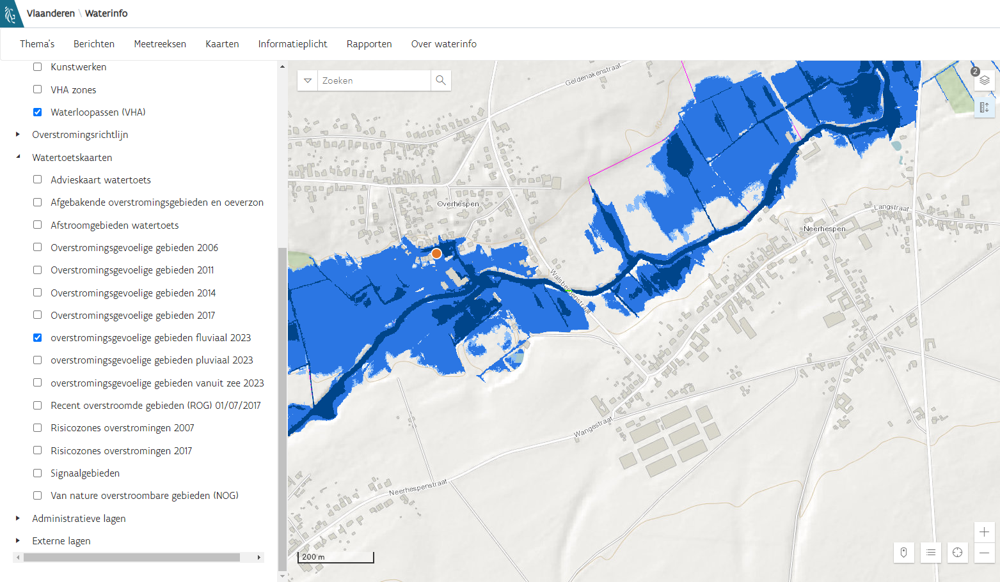 Vlaanderen \ Waterinfo
Thema's Berichten Meetreeksen Kaarten Informatieplicht Rapporten Over waterinfo
Kunstwerken
VHA zones
Waterloopassen (VHA)
Overstromingsrichtlijn
Watertoetskaarten
Advieskaart watertoets
Afgebakende overstromingsgebieden en oeverzon
Afstroomgebieden watertoets
Overstromingsgevoelige gebieden 2006
Overstromingsgevoelige gebieden 2011
Overstromingsgevoelige gebieden 2014
Overstromingsgevoelige gebieden 2017
overstromingsgevoelige gebieden fluviaal 2023
overstromingsgevoelige gebieden pluviaal 2023
overstromingsgevoelige gebieden vanuit zee 2023
Recent overstroomde gebieden (ROG) 01/07/2017
Risicozones overstromingen 2007
Risicozones overstromingen 2017
Signaalgebieden
Van nature overstroombare gebieden (NOG)
Administratieve lagen
Externe lagen
Zoeken
2
Geldenakenstraat
40
Overhespen
Langstraat
Neerhespen
Walsbergenstraat
Wangestraat
Neerhespenstraat
200 m